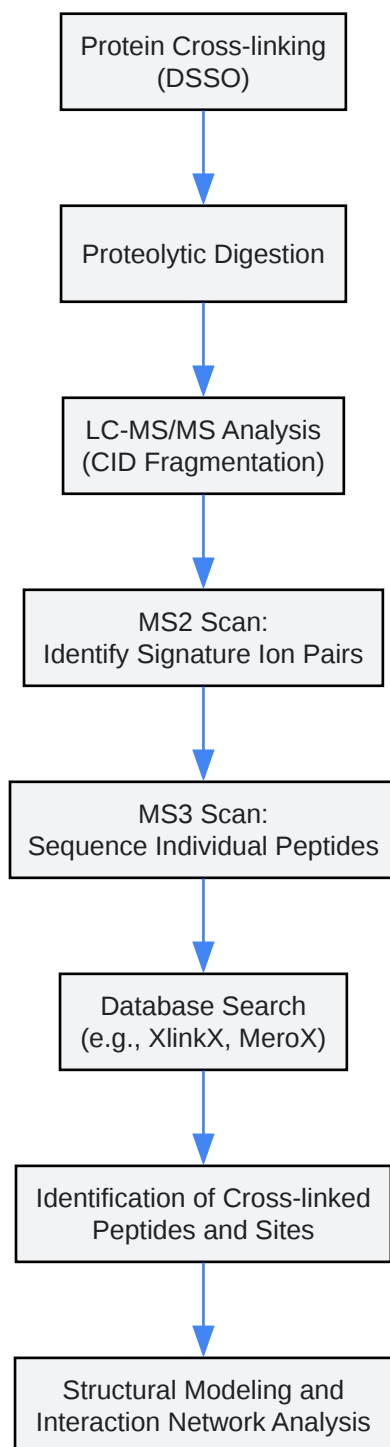 Protein Cross-linking
(DSSO)
Proteolytic Digestion
LC-MS/MS Analysis
(CID Fragmentation)
MS2 Scan:
Identify Signature Ion Pairs
MS3 Scan:
Sequence Individual Peptides
Database Search
(e.g., XlinkX, MeroX)
Identification of Cross-linked
Peptides and Sites
Structural Modeling and
Interaction Network Analysis